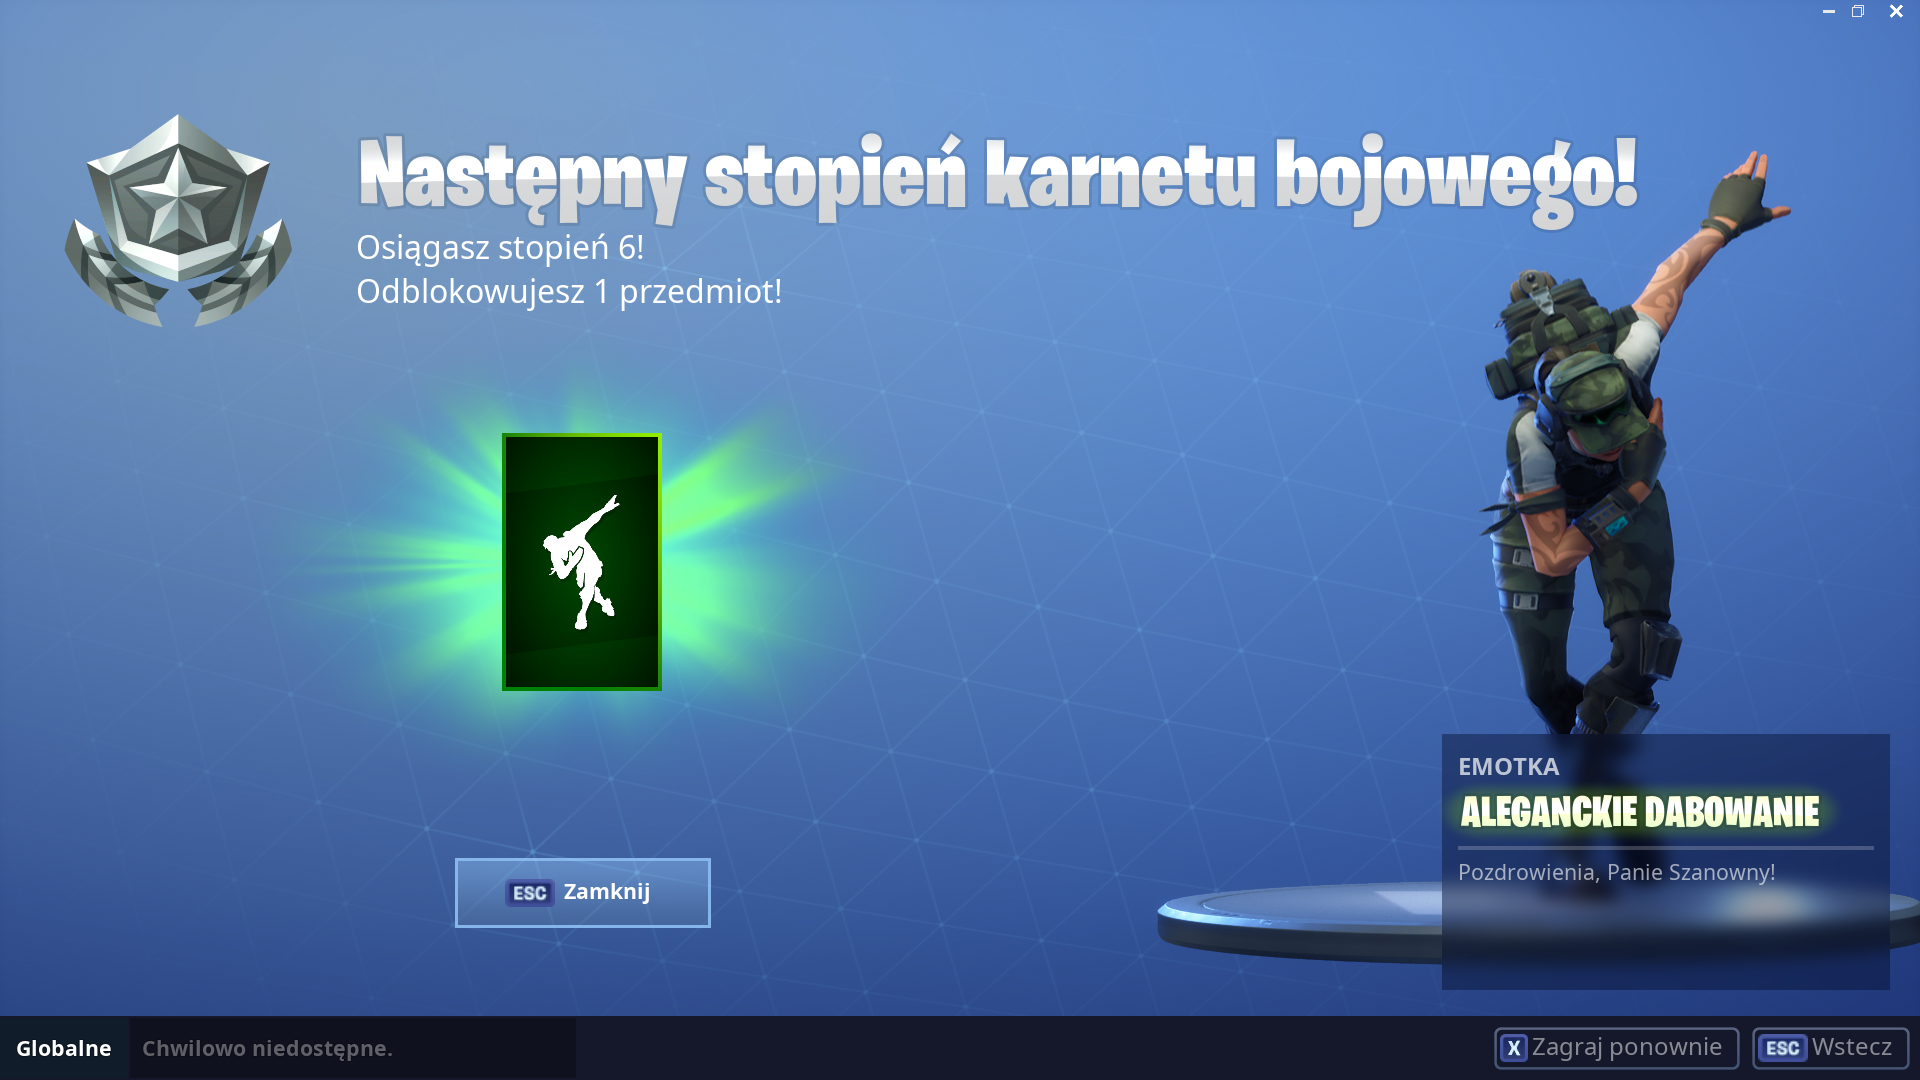 Następny stopień karnetu bojowego!
Osiągasz stopień 6!
Odblokowujesz 1 przedmiot!
EMOTKA
ALEGANCKIE DABOWANIE
Pozdrowienia, Panie Szanowny!
ESC Zamknij
Globalne Chwilowo niedostępne.
X Zagraj ponownie ESC Wstecz